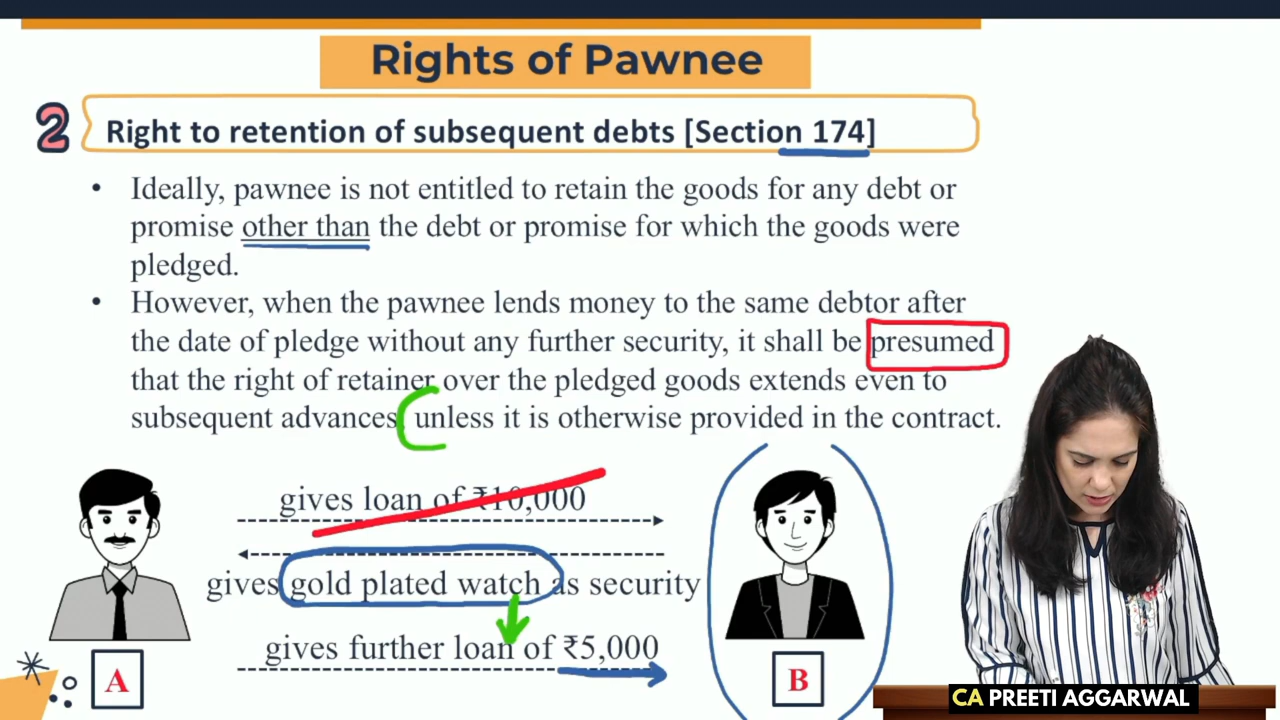 Rights of Pawnee
2
Right to retention of subsequent debts [Section 174]
• Ideally, pawnee is not entitled to retain the goods for any debt or
promise other than the debt or promise for which the goods were
pledged.
• However, when the pawnee lends money to the same debtor after
the date of pledge without any further security, it shall be presumed
that the right of retainer over the pledged goods extends even to
subsequent advances, unless it is otherwise provided in the contract.
gives loan of ₹10,000
gives gold plated watch as security
gives further loan of ₹5,000
A
B
CA PREETI AGGARWAL